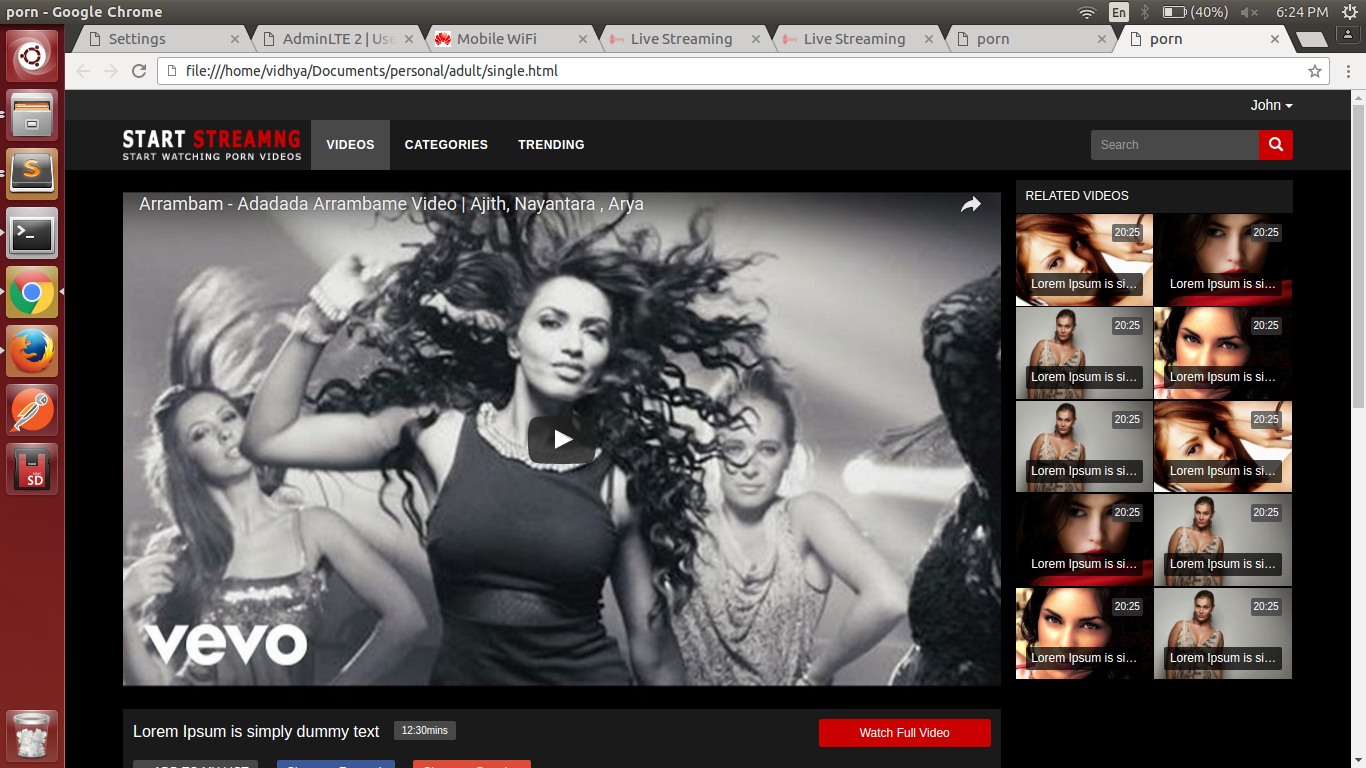 porn - Google Chrome
En
(40%)
6:24 PM
Settings
AdminLTE 2 | Use
Mobile WiFi
Live Streaming
Live Streaming
porn
porn
file:///home/vidhya/Documents/personal/adult/single.html
John
START STREAMNG
START WATCHING PORN VIDEOS
VIDEOS
CATEGORIES
TRENDING
Search
Arrambam - Adadada Arrambame Video | Ajith, Nayantara , Arya
vevo
RELATED VIDEOS
20:25
20:25
Lorem Ipsum is si...
Lorem Ipsum is si...
20:25
20:25
Lorem Ipsum is si...
Lorem Ipsum is si...
20:25
20:25
Lorem Ipsum is si...
Lorem Ipsum is si...
20:25
20:25
Lorem Ipsum is si...
Lorem Ipsum is si...
20:25
20:25
Lorem Ipsum is si...
Lorem Ipsum is si...
SD
Lorem Ipsum is simply dummy text
12:30mins
Watch Full Video